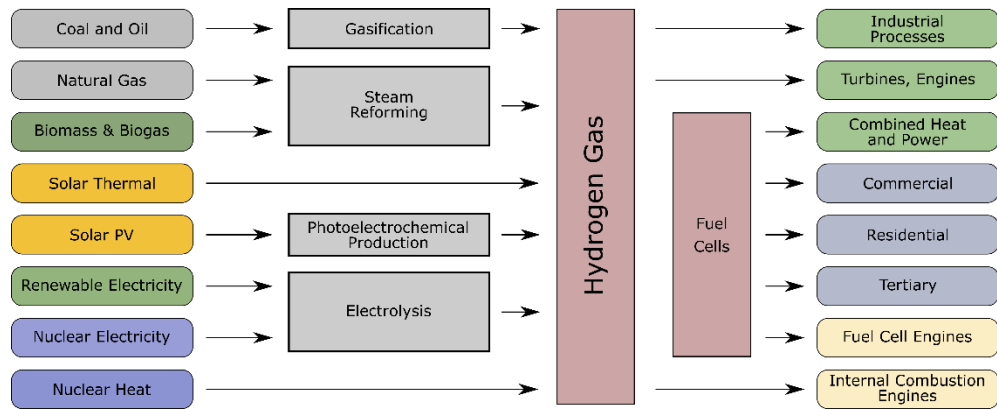 Coal and Oil
Gasification
Industrial
Processes
Natural Gas
Steam
Reforming
Turbines, Engines
Biomass & Biogas
Combined Heat
and Power
Solar Thermal
Hydrogen Gas
Commercial
Solar PV
Photoelectrochemical
Production
Fuel
Cells
Residential
Renewable Electricity
Electrolysis
Tertiary
Nuclear Electricity
Fuel Cell Engines
Nuclear Heat
Internal Combustion
Engines